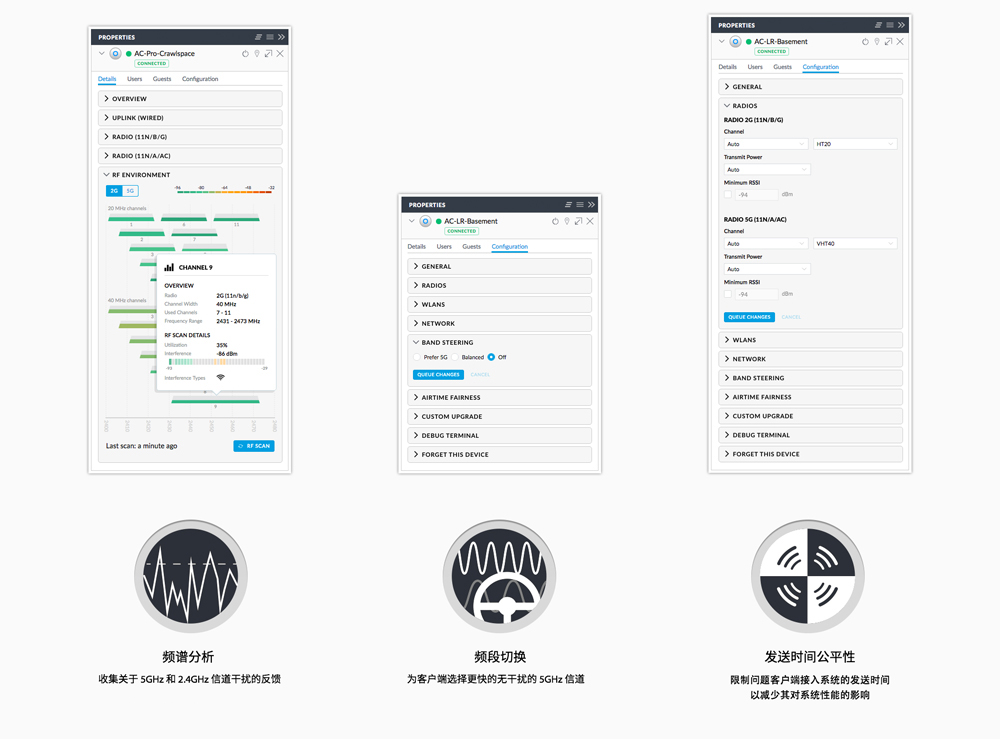 PROPERTIES
AC-Pro-Crawlspace
CONNECTED
Details Users Guests Configuration
OVERVIEW
UPLINK (WIRED)
RADIO (11N/B/G)
RADIO (11N/A/AC)
RF ENVIRONMENT
2G 5G
-96 -80 -64 -48 -32
20 MHz channels
1 6 11
2 7
3
CHANNEL 9
OVERVIEW
Radio 2G (11n/b/g)
Channel Width 40 MHz
Used Channels 7 - 11
Frequency Range 2431 - 2473 MHz
RF SCAN DETAILS
Utilization 35%
Interference -86 dBm
Interference Types
40 MHz channels
3
9
Last scan: a minute ago
RF SCAN
PROPERTIES
AC-LR-Basement
CONNECTED
Details Users Guests Configuration
GENERAL
RADIOS
WLANS
NETWORK
BAND STEERING
Prefer 5G Balanced Off
QUEUE CHANGES CANCEL
AIRTIME FAIRNESS
CUSTOM UPGRADE
DEBUG TERMINAL
FORGET THIS DEVICE
PROPERTIES
AC-LR-Basement
CONNECTED
Details Users Guests Configuration
GENERAL
RADIOS
RADIO 2G (11N/B/G)
Channel
Auto HT20
Transmit Power
Auto
Minimum RSSI
-94 dBm
RADIO 5G (11N/A/AC)
Channel
Auto VHT40
Transmit Power
Auto
Minimum RSSI
-94 dBm
QUEUE CHANGES CANCEL
WLANS
NETWORK
BAND STEERING
AIRTIME FAIRNESS
CUSTOM UPGRADE
DEBUG TERMINAL
FORGET THIS DEVICE
频谱分析
收集关于 5GHz 和 2.4GHz 信道干扰的反馈
频段切换
为客户端选择更快的无干扰的 5GHz 信道
发送时间公平性
限制问题客户端接入系统的发送时间
以减少其对系统性能的影响